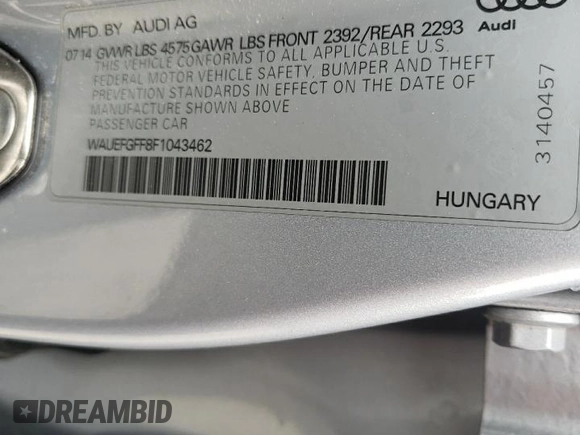 MFD. BY AUDI AG
07 14 GVWR LBS 4575 GAWR LBS FRONT 2392/REAR 2293
THIS VEHICLE CONFORMS TO ALL APPLICABLE U.S.
FEDERAL MOTOR VEHICLE SAFETY, BUMPER AND THEFT
PREVENTION STANDARDS IN EFFECT ON THE DATE OF
MANUFACTURE SHOWN ABOVE
PASSENGER CAR
WAUEFGFF8F1043462
HUNGARY
Audi
3140457
DREAMBID